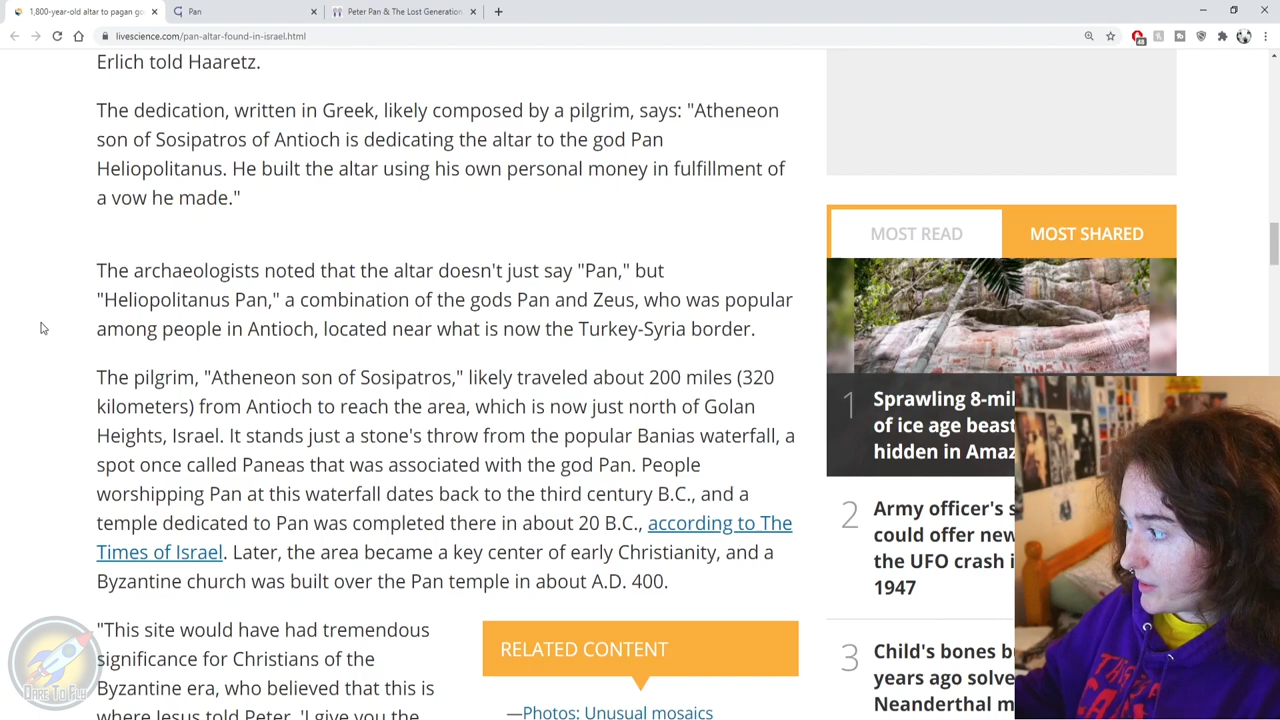 1,800-year-old altar to pagan go
Pan
Peter Pan & The Lost Generation
livescience.com/pan-altar-found-in-israel.html
48
Erlich told Haaretz.
The dedication, written in Greek, likely composed by a pilgrim, says: "Atheneon
son of Sosipatros of Antioch is dedicating the altar to the god Pan
Heliopolitanus. He built the altar using his own personal money in fulfillment of
a vow he made."
The archaeologists noted that the altar doesn't just say "Pan," but
"Heliopolitanus Pan," a combination of the gods Pan and Zeus, who was popular
among people in Antioch, located near what is now the Turkey-Syria border.
The pilgrim, "Atheneon son of Sosipatros," likely traveled about 200 miles (320
kilometers) from Antioch to reach the area, which is now just north of Golan
Heights, Israel. It stands just a stone's throw from the popular Banias waterfall, a
spot once called Paneas that was associated with the god Pan. People
worshipping Pan at this waterfall dates back to the third century B.C., and a
temple dedicated to Pan was completed there in about 20 B.C., according to The
Times of Israel. Later, the area became a key center of early Christianity, and a
Byzantine church was built over the Pan temple in about A.D. 400.
"This site would have had tremendous
significance for Christians of the
Byzantine era, who believed that this is
where Jesus told Peter, 'I give you the
RELATED CONTENT
—Photos: Unusual mosaics
MOST READ
MOST SHARED
1
Sprawling 8-mil
of ice age beast
hidden in Amaz
2
Army officer's s
could offer new
the UFO crash i
1947
3
Child's bones b
years ago solve
Neanderthal m
DARE TO FLY